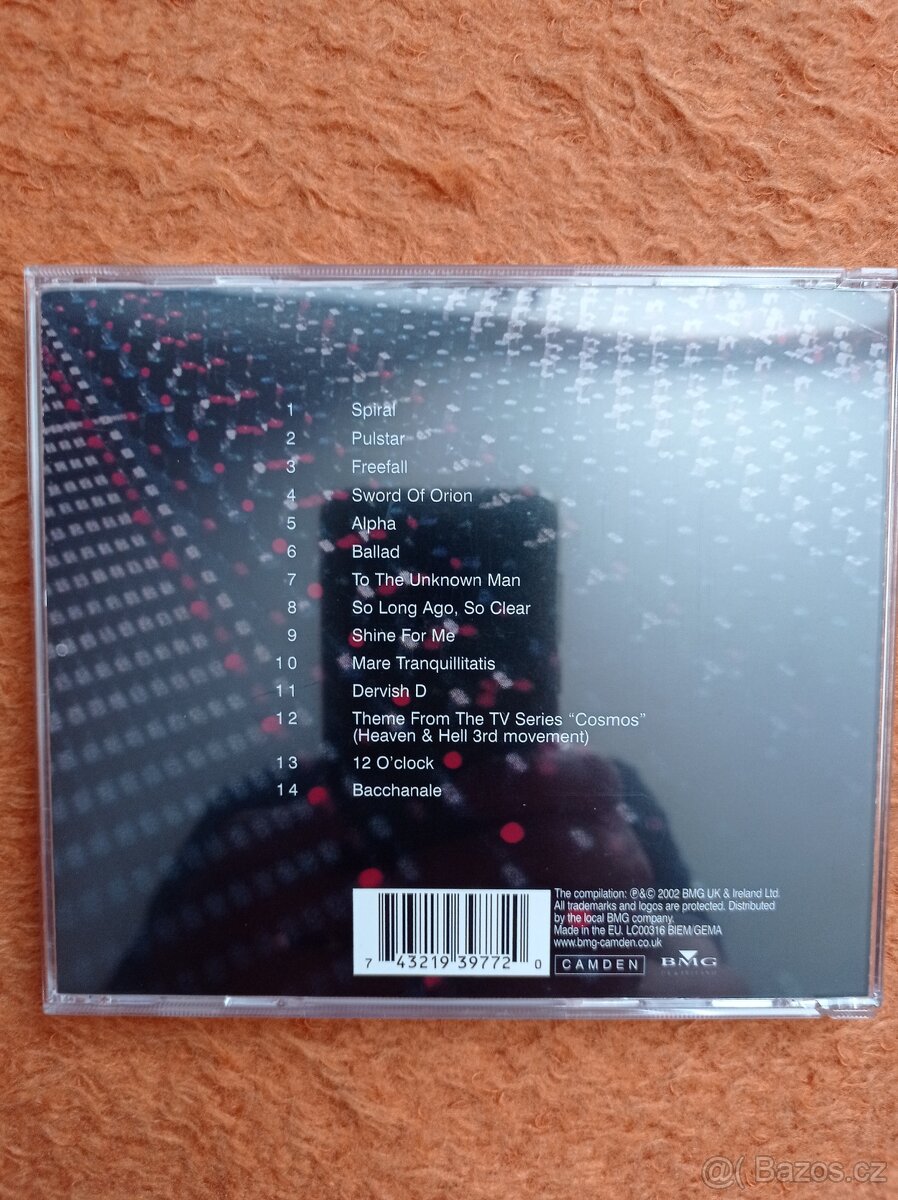 1 Spiral
2 Pulstar
3 Freefall
4 Sword Of Orion
5 Alpha
6 Ballad
7 To The Unknown Man
8 So Long Ago, So Clear
9 Shine For Me
10 Mare Tranquillitatis
11 Dervish D
12 Theme From The TV Series “Cosmos”
(Heaven & Hell 3rd movement)
13 12 O'clock
14 Bacchanale
The compilation: ℗&© 2002 BMG UK & Ireland Ltd.
All trademarks and logos are protected. Distributed
by the local BMG company.
Made in the EU. LC00316 BIEM/GEMA
www.bmg-camden.co.uk
7 43219 39772 0
CAMDEN BMG
@( Bazos.cz